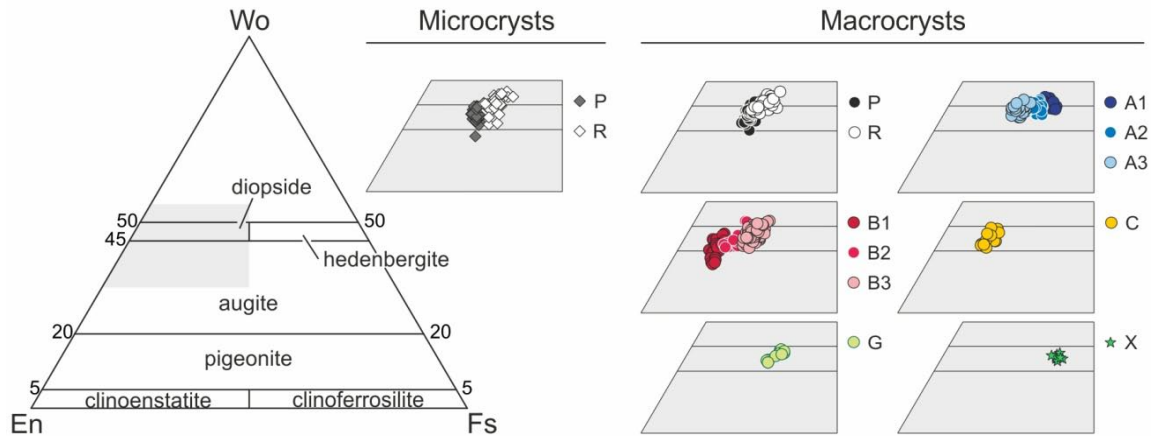 Wo
Microcrysts
Macrocrysts
P
R
P
R
A1
A2
A3
diopside
50
50
45
hedenbergite
augite
B1
B2
B3
C
20
20
pigeonite
G
X
5
5
clinoenstatite
clinoferrosilite
En
Fs